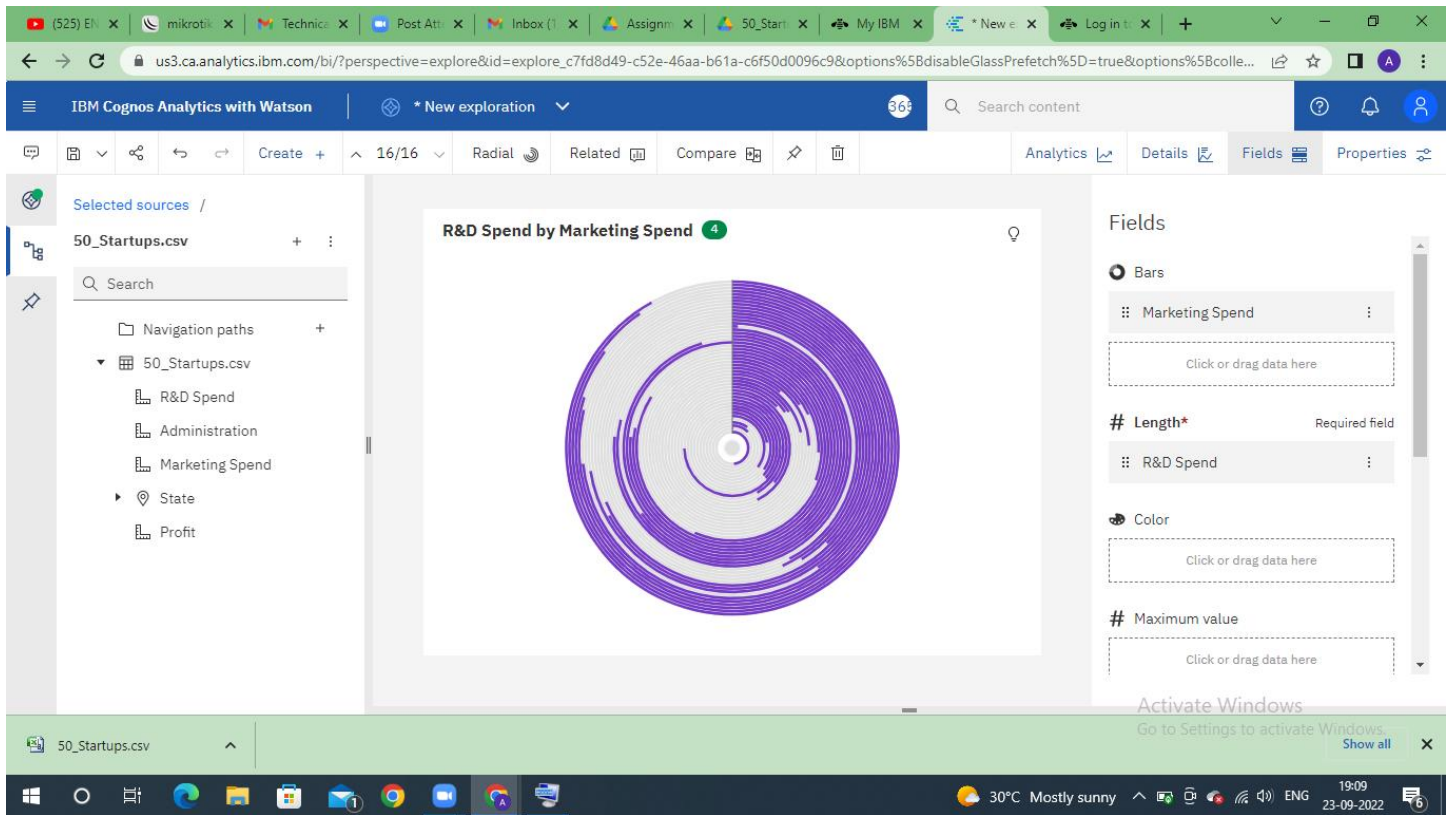 (525) EN
mikrotik
Technica
Post Att
Inbox (1
Assignm
50_Start
My IBM
* New e
Log in to
us3.ca.analytics.ibm.com/bi/?perspective=explore&id=explore_c7fd8d49-c52e-46aa-b61a-c6f50d0096c9&options%5BdisableGlassPrefetch%5D=true&options%5Bcolle...
A
IBM Cognos Analytics with Watson
* New exploration
Search content
Create +
16/16
Radial
Related
Compare
Analytics
Details
Fields
Properties
Selected sources /
50_Startups.csv
Search
Navigation paths
50_Startups.csv
R&D Spend
Administration
Marketing Spend
State
Profit
R&D Spend by Marketing Spend 4
Fields
Bars
Marketing Spend
Click or drag data here
# Length* Required field
R&D Spend
Color
Click or drag data here
# Maximum value
Click or drag data here
Activate Windows
Go to Settings to activate Windows.
50_Startups.csv
Show all
1
A
30°C Mostly sunny
ENG
19:09
23-09-2022
6